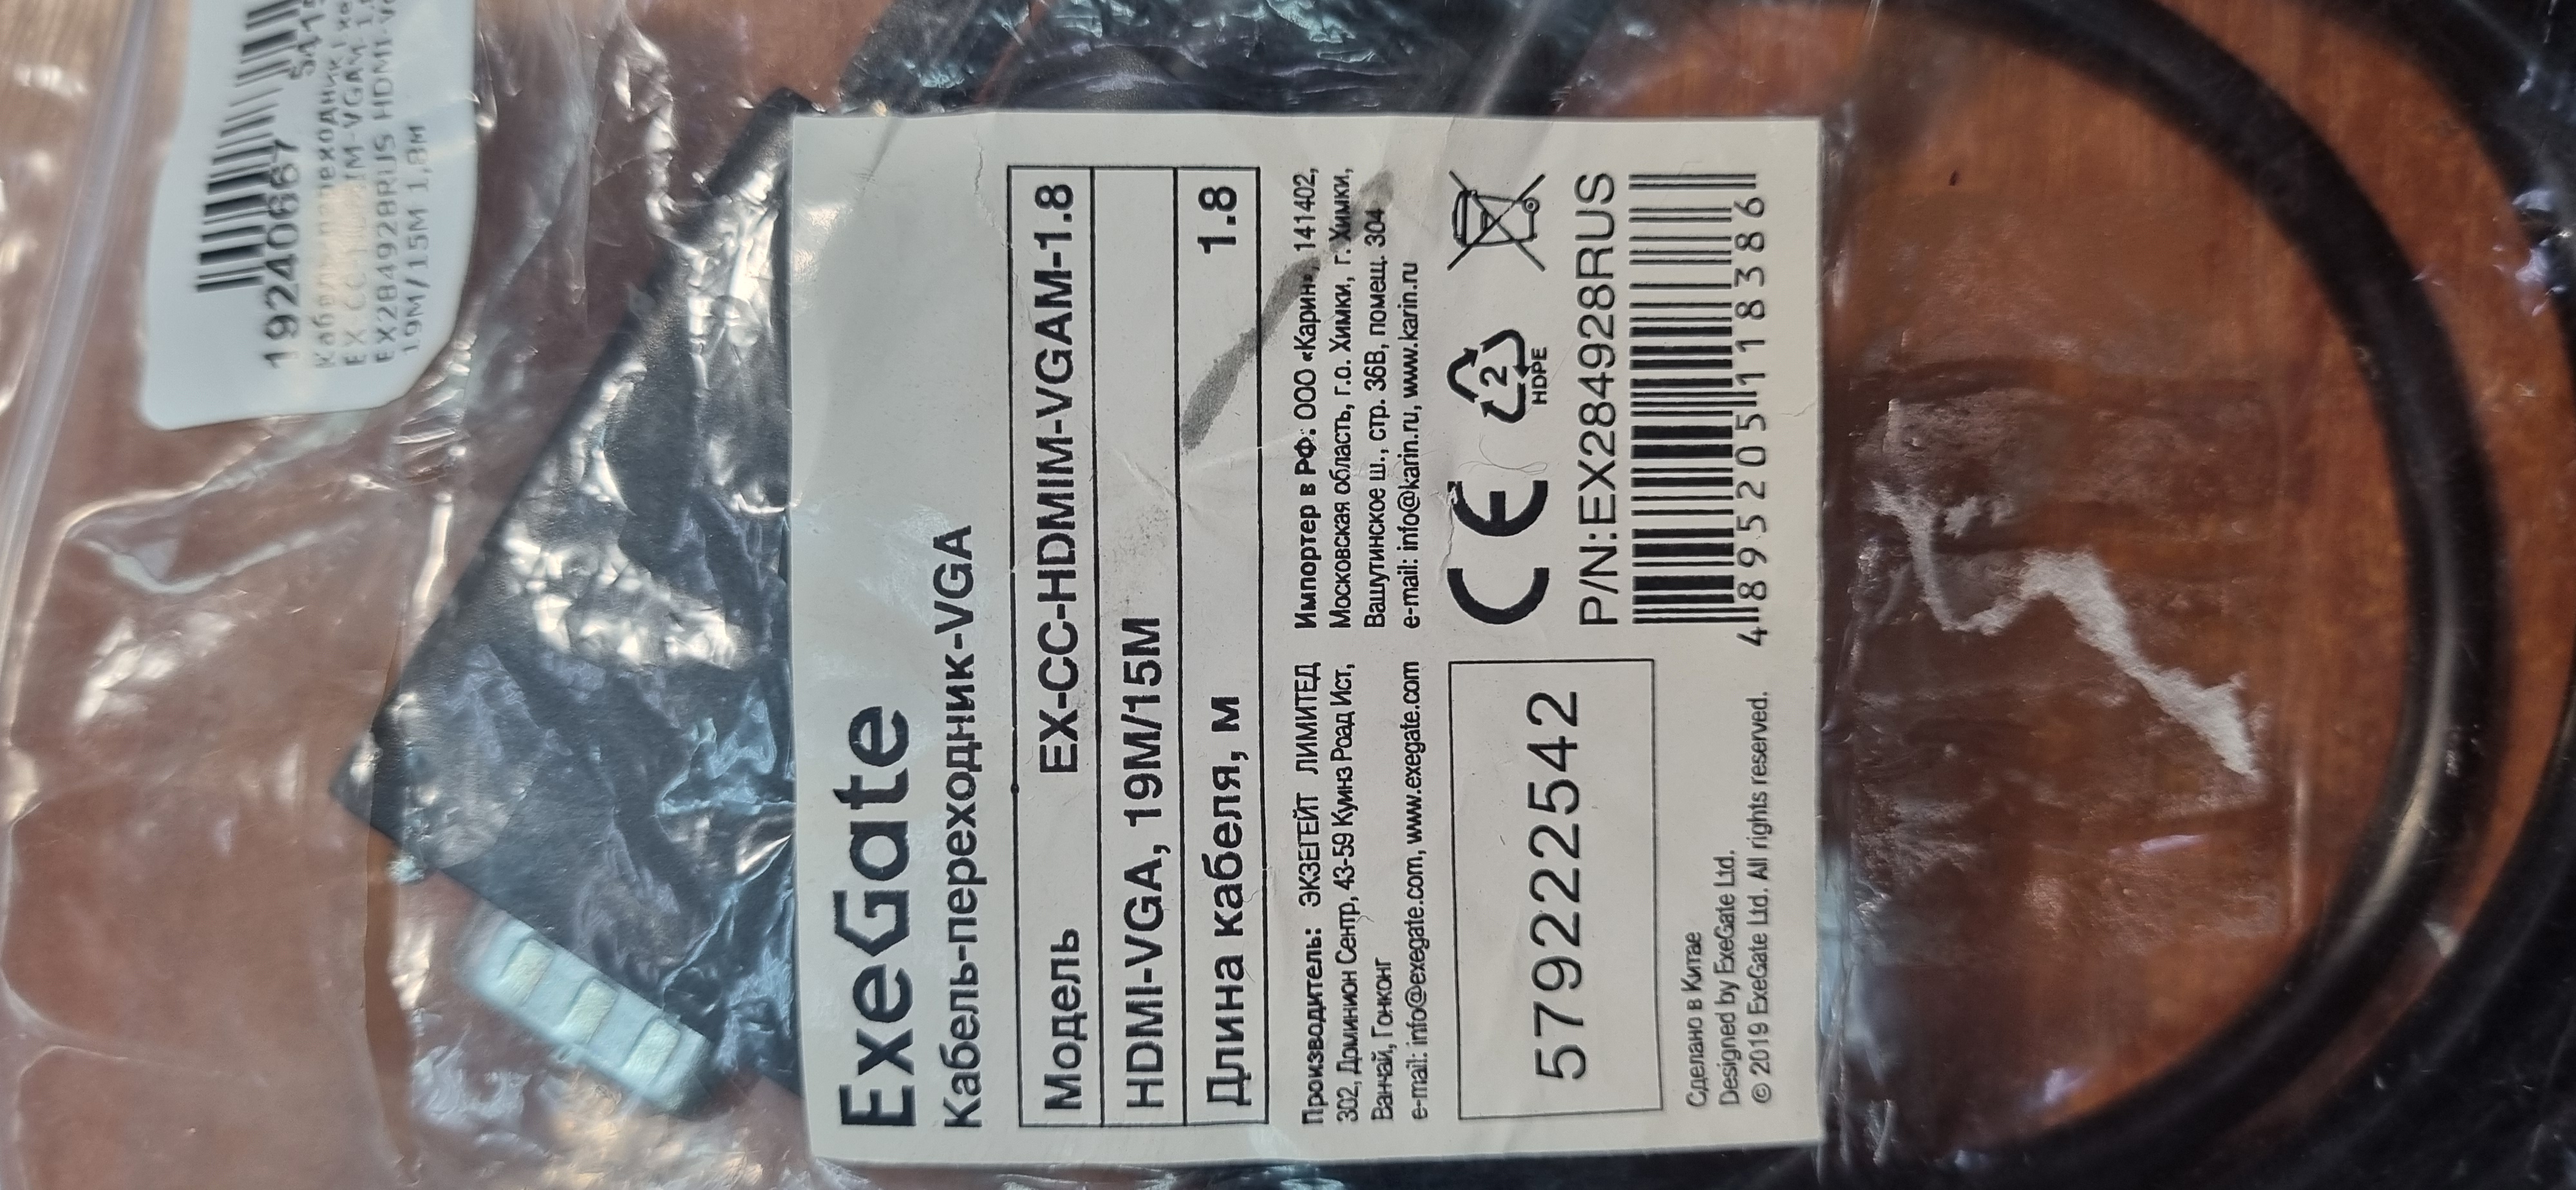 19240667
EX284928RUS HDMI-VG
19M/15M 1,8м
ExeGate
Кабель-переходник-VGA
Модель EX-CC-HDMIM-VGAM-1.8
HDMI-VGA, 19M/15M
Длина кабеля, м 1.8
Производитель: ЭКЗЕГЕЙТ ЛИМИТЕД
302, Доминион Сентр, 43-59 Куинз Роад Ист,
Ванчай, Гонконг
e-mail: info@exegate.com, www.exegate.com
Импортер в РФ: ООО «Карин», 141402,
Московская область, г.о. Химки, г. Химки,
Вашутинское ш., стр. 36В, помещ. 304
e-mail: info@karin.ru, www.karin.ru
CE
2
HDPE
579222542
P/N:EX284928RUS
4895205118386
Сделано в Китае
Designed by ExeGate Ltd.
© 2019 ExeGate Ltd. All rights reserved.